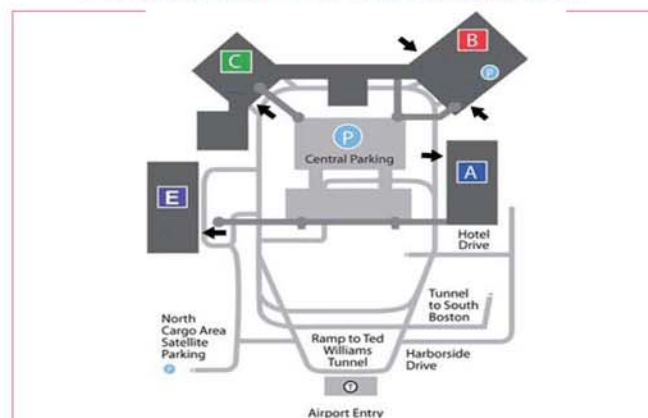 C
B
P
P
Central Parking
A
E
Hotel
Drive
Tunnel
to South
Boston
North
Cargo Area
Satellite
Parking
P
Ramp to Ted
Williams
Tunnel
Harborside
Drive
T
Airport Entry